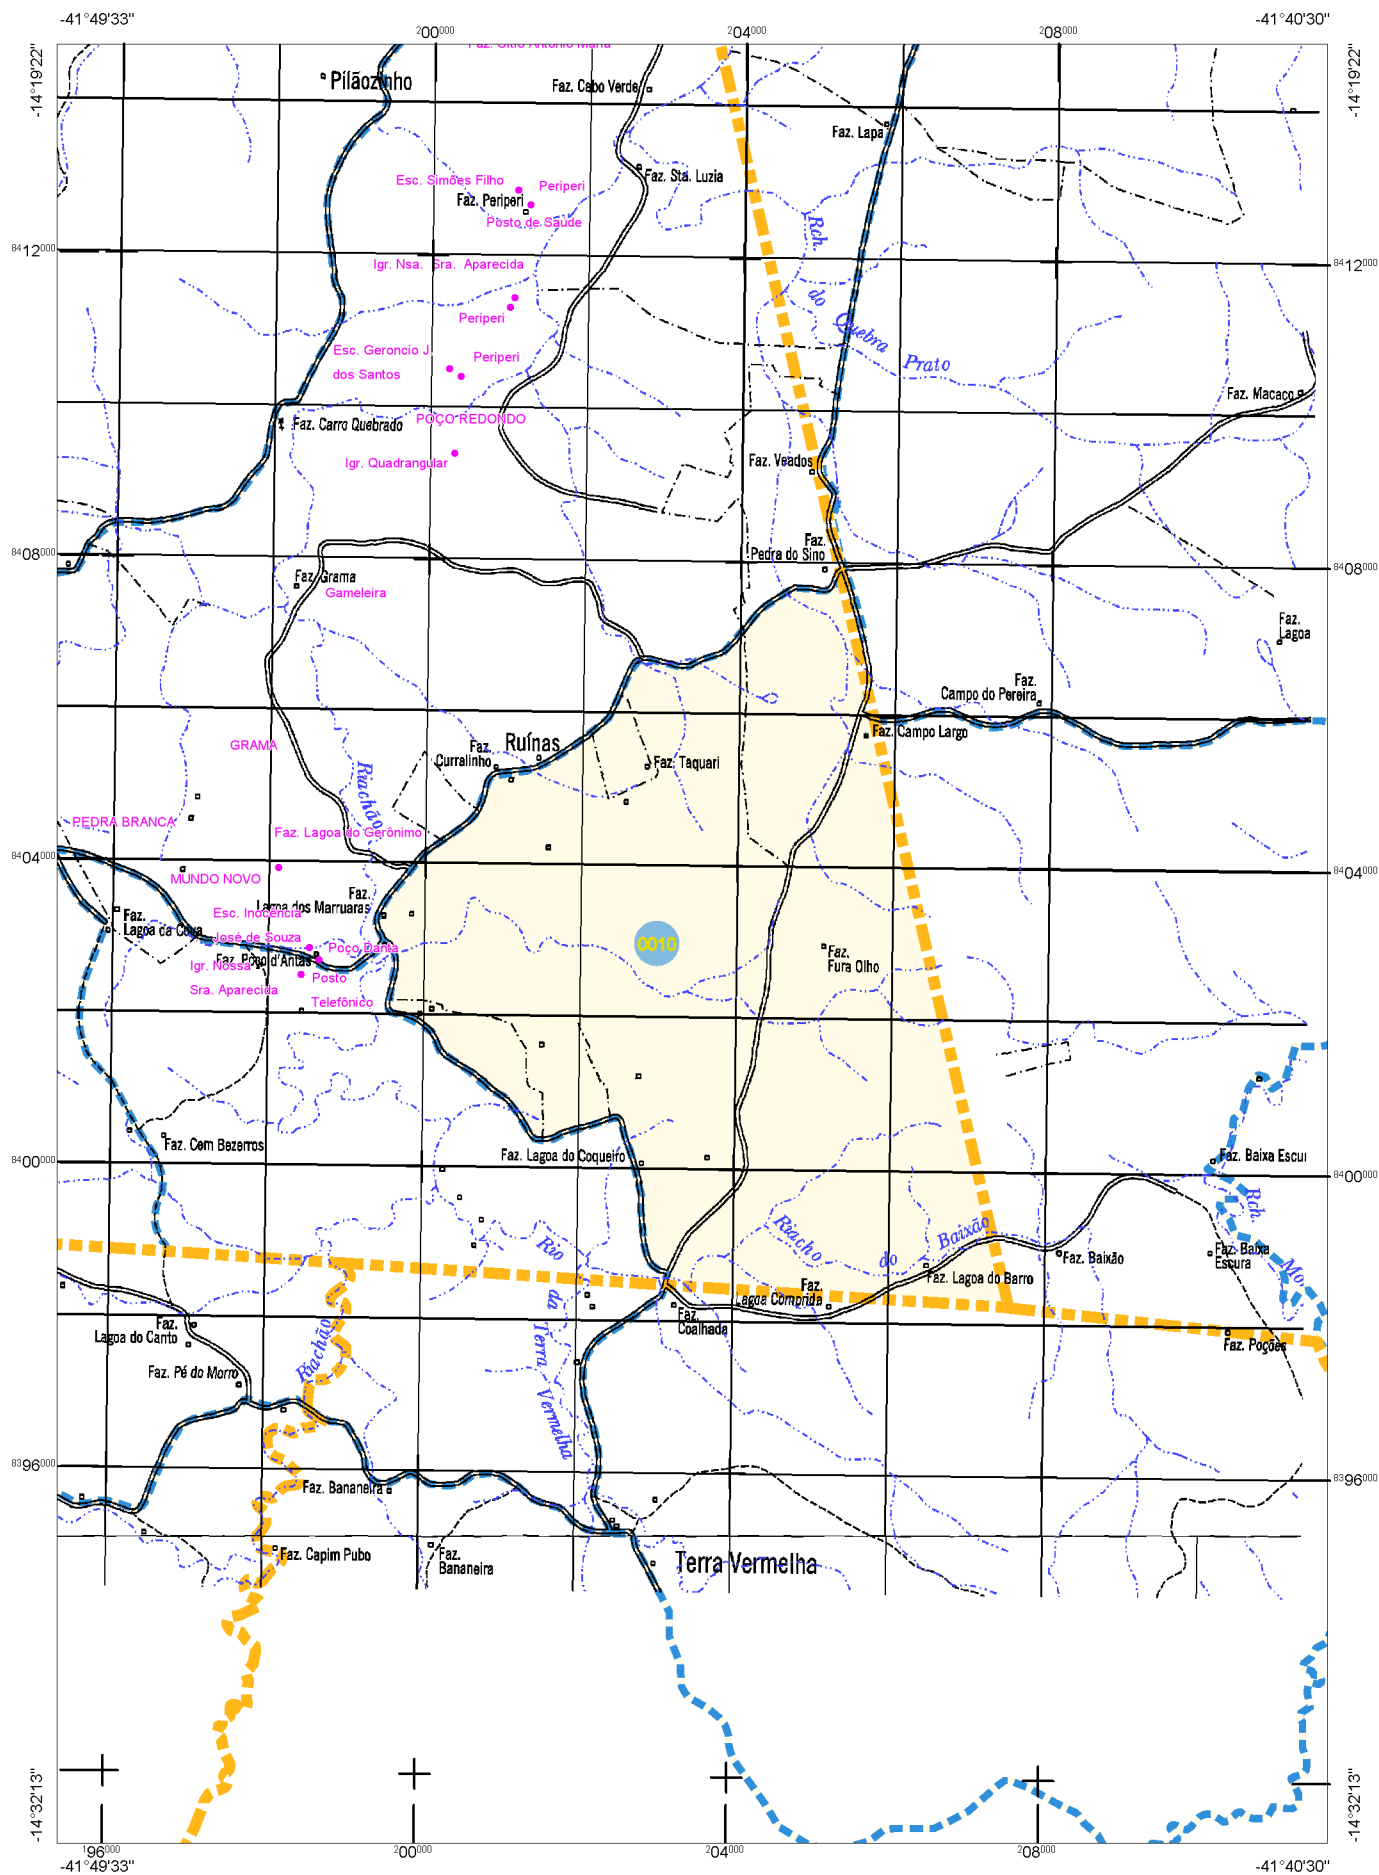 -41°49'33"
-41°40'30"
200000
204000
208000
-14°19'22"
-14°19'22"
Faz. Sítio Antônio Maria
Pilãozinho
Faz. Cabo Verde
Faz. Lapa
Faz. Sta. Luzia
Esc. Simões Filho
Periperi
Faz. Periperi
Posto de Saúde
Rch.
8412000
8412000
Igr. Nsa. Sra. Aparecida
do
Periperi
Quebra
Esc. Geroncio J.
dos Santos
Periperi
Prato
Faz. Macaco
POÇO REDONDO
Faz. Carro Quebrado
Igr. Quadrangular
Faz. Veados
Faz.
Pedra do Sino
8408000
8408000
Faz. Grama
Gameleira
Faz.
Lagoa
Faz.
Campo do Pereira
GRAMA
Ruínas
Faz. Campo Largo
Faz.
Curralinho
Faz. Taquari
Riachão
PEDRA BRANCA
Faz. Lagoa do Gerônimo
8404000
8404000
MUNDO NOVO
Faz.
Lagoa dos Marruaras
Esc. Inocência
José de Souza
Faz.
Lagoa da Cova
Poço Danta
Faz. Poço d'Antas
Igr. Nossa
Sra. Aparecida
Posto
Telefônico
0010
Faz.
Fura Olho
Faz. Cem Bezerros
Faz. Lagoa do Coqueiro
8400000
8400000
Faz. Baixa Escur
Rch.
Mo.
Riacho
do
Baixão
Rio
da
Terra
Vermelha
Faz. Baixão
Faz. Baixa
Escura
Faz. Lagoa do Barro
Faz.
Lagoa Comprida
Faz.
Coalhada
Faz.
Lagoa do Canto
Riachão
Faz. Poções
Faz. Pé do Morro
8396000
8396000
Faz. Bananeira
Faz. Capim Pubo
Faz.
Bananeira
Terra Vermelha
-14°32'13"
-14°32'13"
196000
200000
204000
208000
-41°49'33"
-41°40'30"